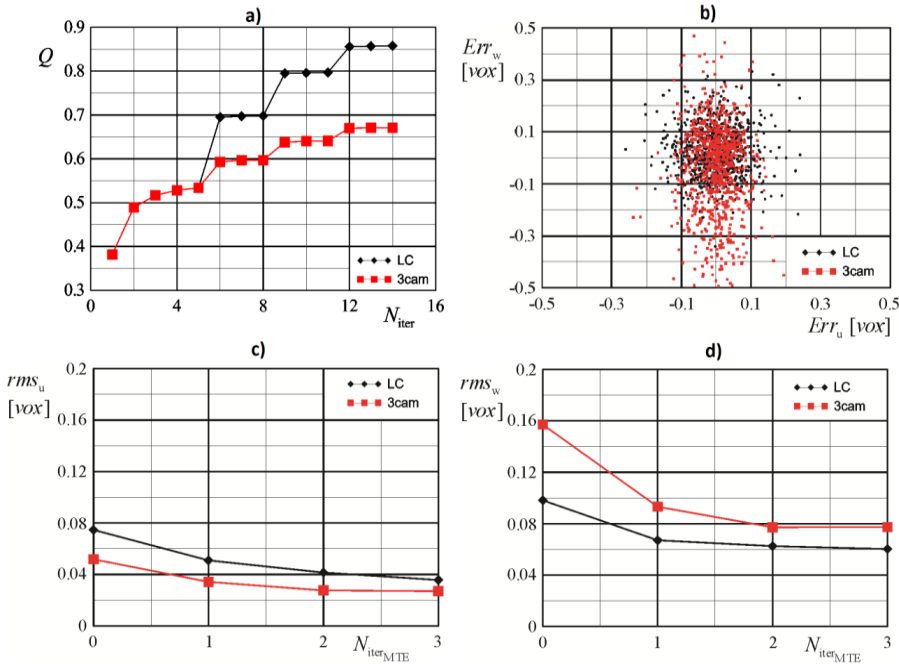 a)
Q
0.9
0.8
0.7
0.6
0.5
0.4
0.3
LC
3cam
0 4 8 12 16
N_iter
b)
Err_w
[vox]
0.5
0.3
0.1
-0.1
-0.3
-0.5
LC
3cam
-0.5 -0.3 -0.1 0.1 0.3 0.5
Err_u [vox]
c)
rms_u
[vox]
0.2
0.16
0.12
0.08
0.04
0
LC
3cam
0 1 2 3
N_iter_MTE
d)
rms_w
[vox]
0.2
0.16
0.12
0.08
0.04
0
LC
3cam
0 1 2 3
N_iter_MTE